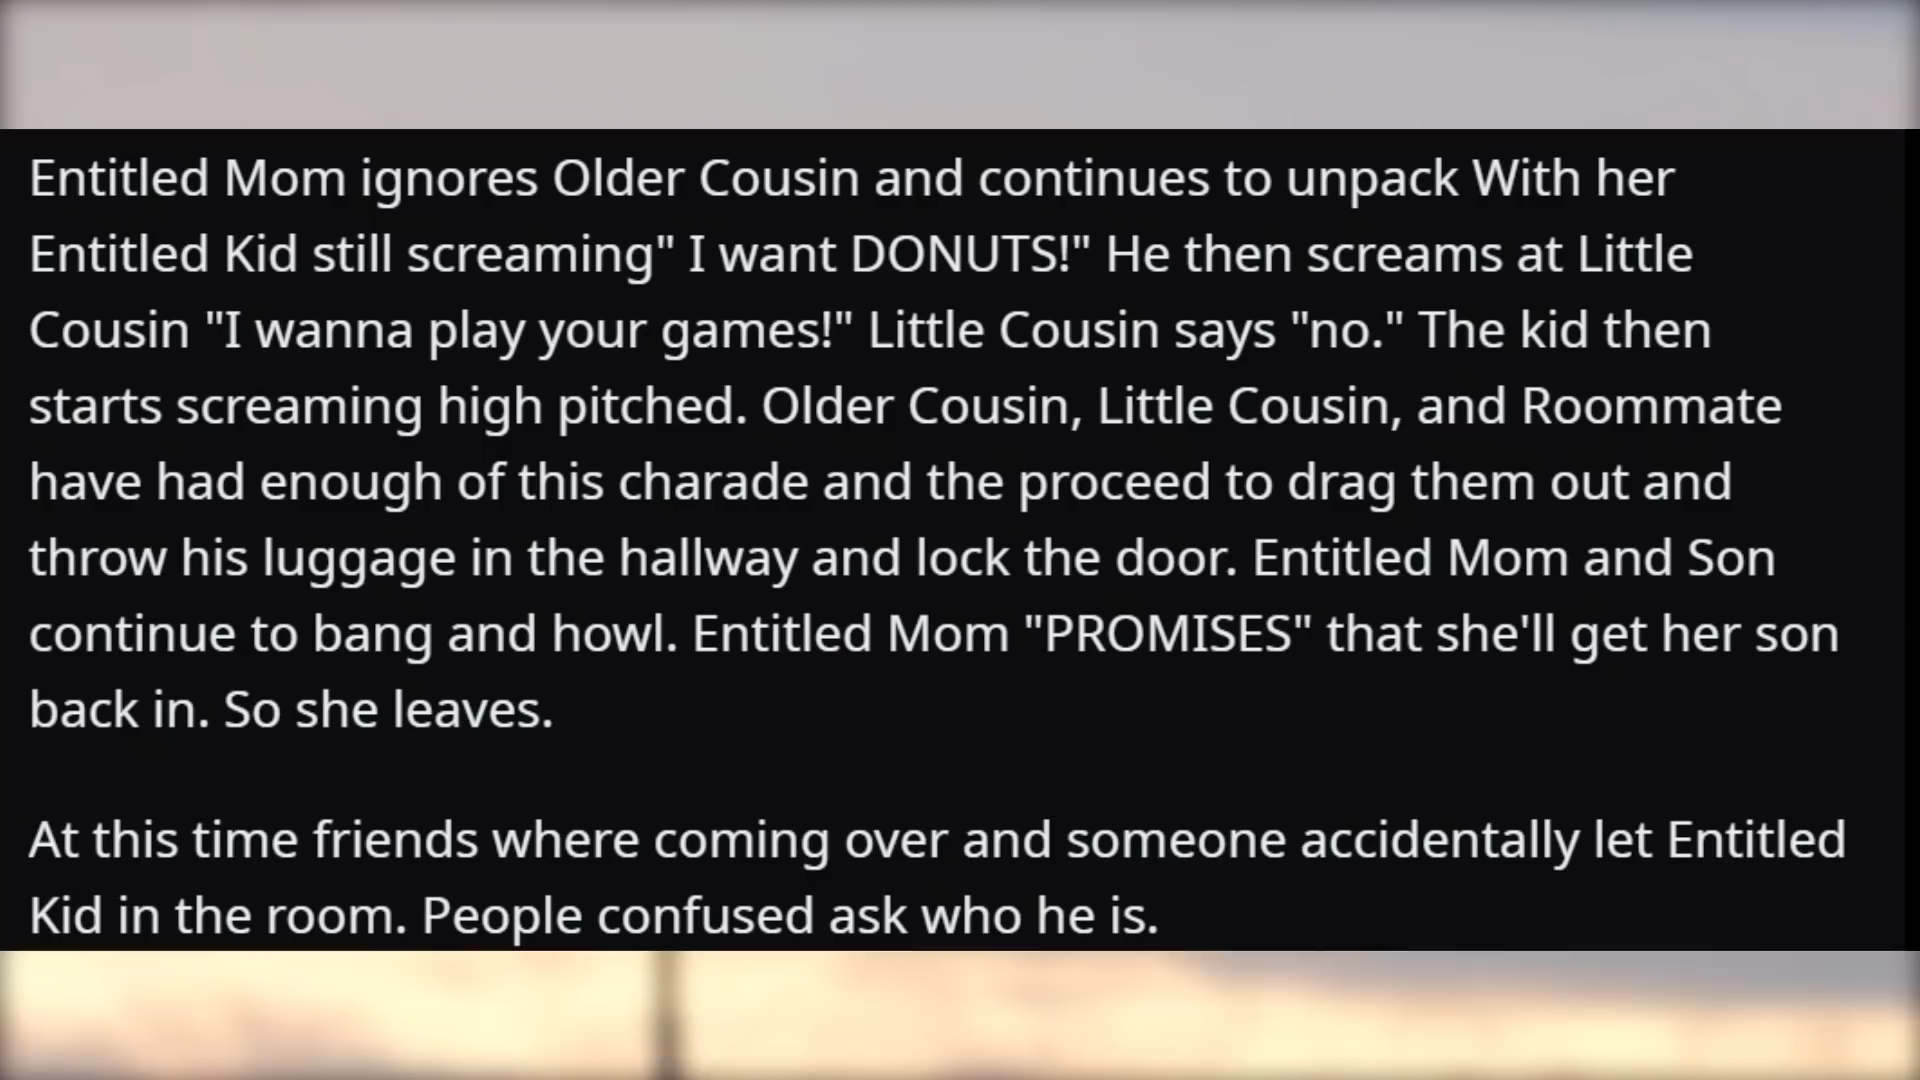 Entitled Mom ignores Older Cousin and continues to unpack With her
Entitled Kid still screaming" I want DONUTS!" He then screams at Little
Cousin "I wanna play your games!" Little Cousin says "no." The kid then
starts screaming high pitched. Older Cousin, Little Cousin, and Roommate
have had enough of this charade and the proceed to drag them out and
throw his luggage in the hallway and lock the door. Entitled Mom and Son
continue to bang and howl. Entitled Mom "PROMISES" that she'll get her son
back in. So she leaves.
At this time friends where coming over and someone accidentally let Entitled
Kid in the room. People confused ask who he is.